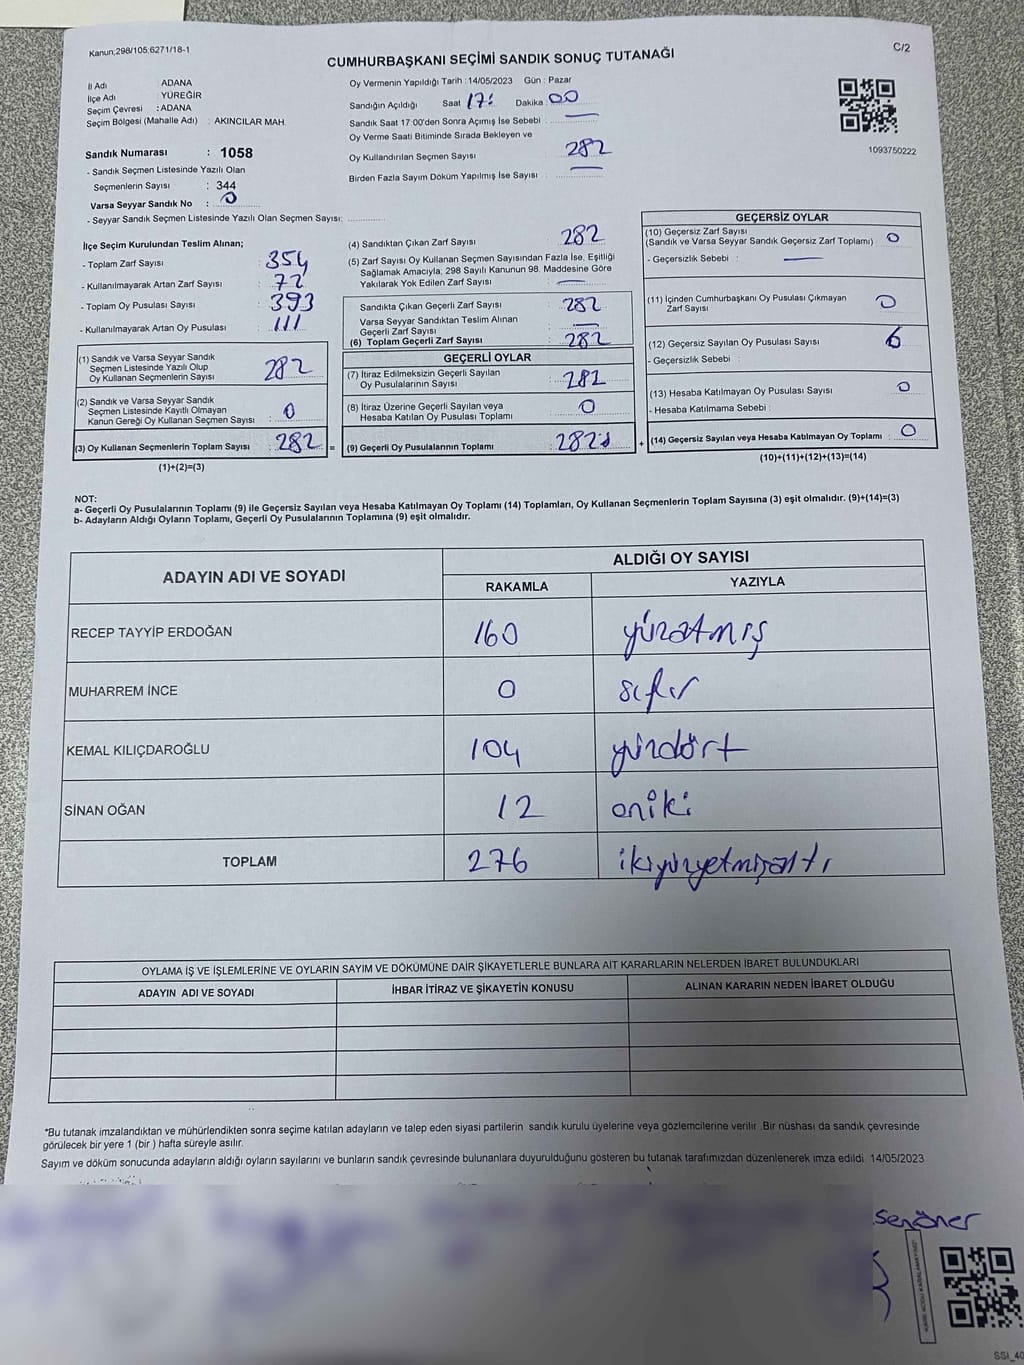 Kanun;298/105;6271/18-1
C/2
CUMHURBAŞKANI SEÇİMİ SANDIK SONUÇ TUTANAĞI
İl Adı : ADANA
İlçe Adı : YÜREĞİR
Seçim Çevresi : ADANA
Seçim Bölgesi (Mahalle Adı) : AKINCILAR MAH.
Sandık Numarası : 1058
- Sandık Seçmen Listesinde Yazılı Olan
Seçmenlerin Sayısı : 344
Varsa Seyyar Sandık No : 0
- Seyyar Sandık Seçmen Listesinde Yazılı Olan Seçmen Sayısı:
Oy Vermenin Yapıldığı Tarih : 14/05/2023 Gün : Pazar
Sandığın Açıldığı Saat 17: Dakika 00
Sandık Saat 17:00'den Sonra Açımış İse Sebebi : —
Oy Verme Saati Bitiminde Sırada Bekleyen ve
Oy Kullandırılan Seçmen Sayısı : 282
Birden Fazla Sayım Döküm Yapılmış İse Sayısı : —
1093750222
İlçe Seçim Kurulundan Teslim Alınan;
- Toplam Zarf Sayısı : 354
- Kullanılmayarak Artan Zarf Sayısı : 72
- Toplam Oy Pusulası Sayısı : 393
- Kullanılmayarak Artan Oy Pusulası : 111
(1) Sandık ve Varsa Seyyar Sandık
Seçmen Listesinde Yazılı Olup
Oy Kullanan Seçmenlerin Sayısı : 282
(2) Sandık ve Varsa Seyyar Sandık
Seçmen Listesinde Kayıtlı Olmayan
Kanun Gereği Oy Kullanan Seçmen Sayısı : 0
(3) Oy Kullanan Seçmenlerin Toplam Sayısı : 282 =
(1)+(2)=(3)
(4) Sandıktan Çıkan Zarf Sayısı : 282
(5) Zarf Sayısı Oy Kullanan Seçmen Sayısından Fazla İse, Eşitliği
Sağlamak Amacıyla; 298 Sayılı Kanunun 98. Maddesine Göre
Yakılarak Yok Edilen Zarf Sayısı : —
Sandıkta Çıkan Geçerli Zarf Sayısı : 282
Varsa Seyyar Sandıktan Teslim Alınan
Geçerli Zarf Sayısı : —
(6) Toplam Geçerli Zarf Sayısı : 282
GEÇERLİ OYLAR
(7) İtiraz Edilmeksizin Geçerli Sayılan
Oy Pusulalarının Sayısı : 282
(8) İtiraz Üzerine Geçerli Sayılan veya
Hesaba Katılan Oy Pusulası Toplamı : 0
(9) Geçerli Oy Pusulalarının Toplamı : 282 +
GEÇERSİZ OYLAR
(10) Geçersiz Zarf Sayısı
(Sandık ve Varsa Seyyar Sandık Geçersiz Zarf Toplamı) : 0
- Geçersizlik Sebebi : —
(11) İçinden Cumhurbaşkanı Oy Pusulası Çıkmayan
Zarf Sayısı : 0
(12) Geçersiz Sayılan Oy Pusulası Sayısı : 6
- Geçersizlik Sebebi :
(13) Hesaba Katılmayan Oy Pusulası Sayısı : 0
- Hesaba Katılmama Sebebi :
(14) Geçersiz Sayılan veya Hesaba Katılmayan Oy Toplamı : 0
(10)+(11)+(12)+(13)=(14)
NOT:
a- Geçerli Oy Pusulalarının Toplamı (9) ile Geçersiz Sayılan veya Hesaba Katılmayan Oy Toplamı (14) Toplamları, Oy Kullanan Seçmenlerin Toplam Sayısına (3) eşit olmalıdır. (9)+(14)=(3)
b- Adayların Aldığı Oyların Toplamı, Geçerli Oy Pusulalarının Toplamına (9) eşit olmalıdır.
ADAYIN ADI VE SOYADI
ALDIĞI OY SAYISI
RAKAMLA YAZIYLA
RECEP TAYYİP ERDOĞAN 160 yüzatmış
MUHARREM İNCE 0 sıfır
KEMAL KILIÇDAROĞLU 104 yüzdört
SİNAN OĞAN 12 oniki
TOPLAM 276 ikiyüzyetmişaltı
OYLAMA İŞ VE İŞLEMLERİNE VE OYLARIN SAYIM VE DÖKÜMÜNE DAİR ŞİKAYETLERLE BUNLARA AİT KARARLARIN NELERDEN İBARET BULUNDUKLARI
ADAYIN ADI VE SOYADI İHBAR İTİRAZ VE ŞİKAYETİN KONUSU ALINAN KARARIN NEDEN İBARET OLDUĞU
*Bu tutanak imzalandıktan ve mühürlendikten sonra seçime katılan adayların ve talep eden siyasi partilerin sandık kurulu üyelerine veya gözlemcilerine verilir. Bir nüshası da sandık çevresinde
görülecek bir yere 1 (bir ) hafta süreyle asılır.
Sayım ve döküm sonucunda adayların aldığı oyların sayılarını ve bunların sandık çevresinde bulunanlara duyurulduğunu gösteren bu tutanak tarafımızdan düzenlenerek imza edildi. 14/05/2023
Senöner
SSI_40